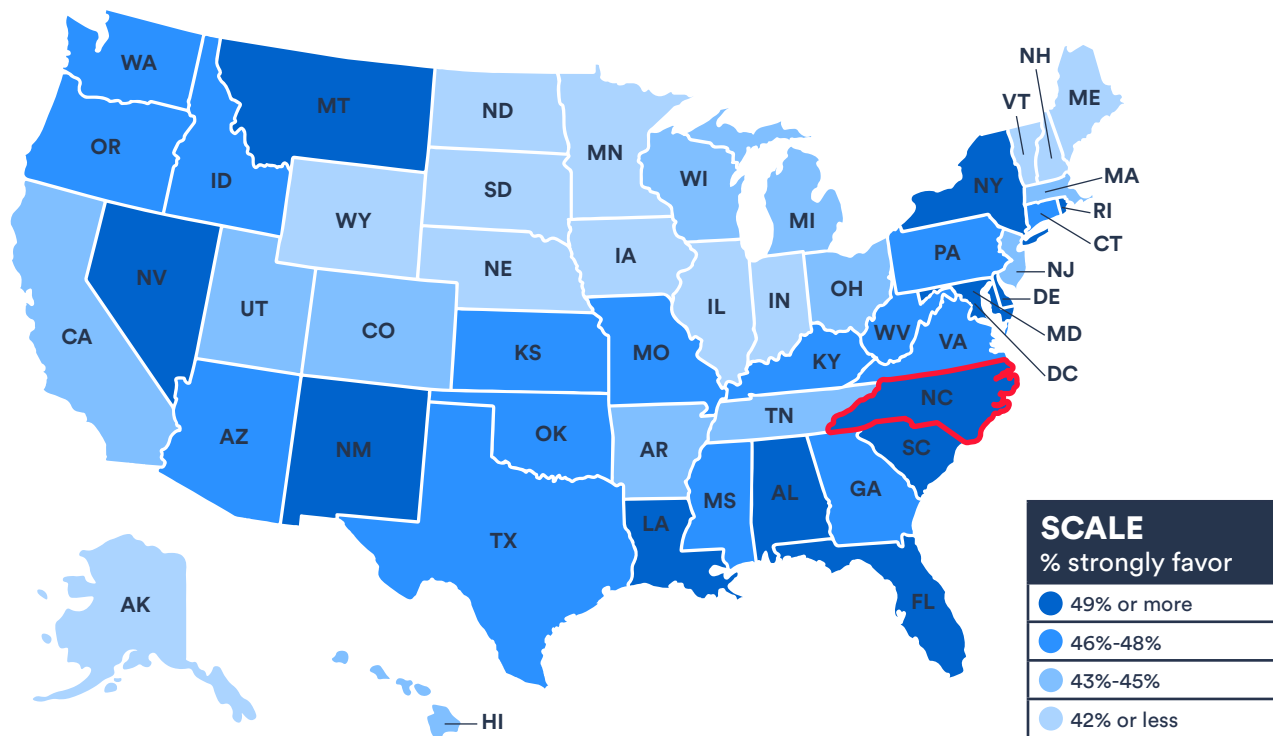 NH
WA
ME
MT
VT
ND
OR
MN
WI
ID
MA
NY
SD
RI
MI
WY
CT
PA
IA
NE
NJ
NV
OH
DE
IN
UT
IL
CO
WV
MD
CA
VA
KS
MO
KY
DC
NC
TN
OK
AZ
SC
NM
AR
GA
AL
MS
LA
SCALE
TX
% strongly favor
FL
AK
49% or more
46%-48%
43%-45%
HI
42% or less